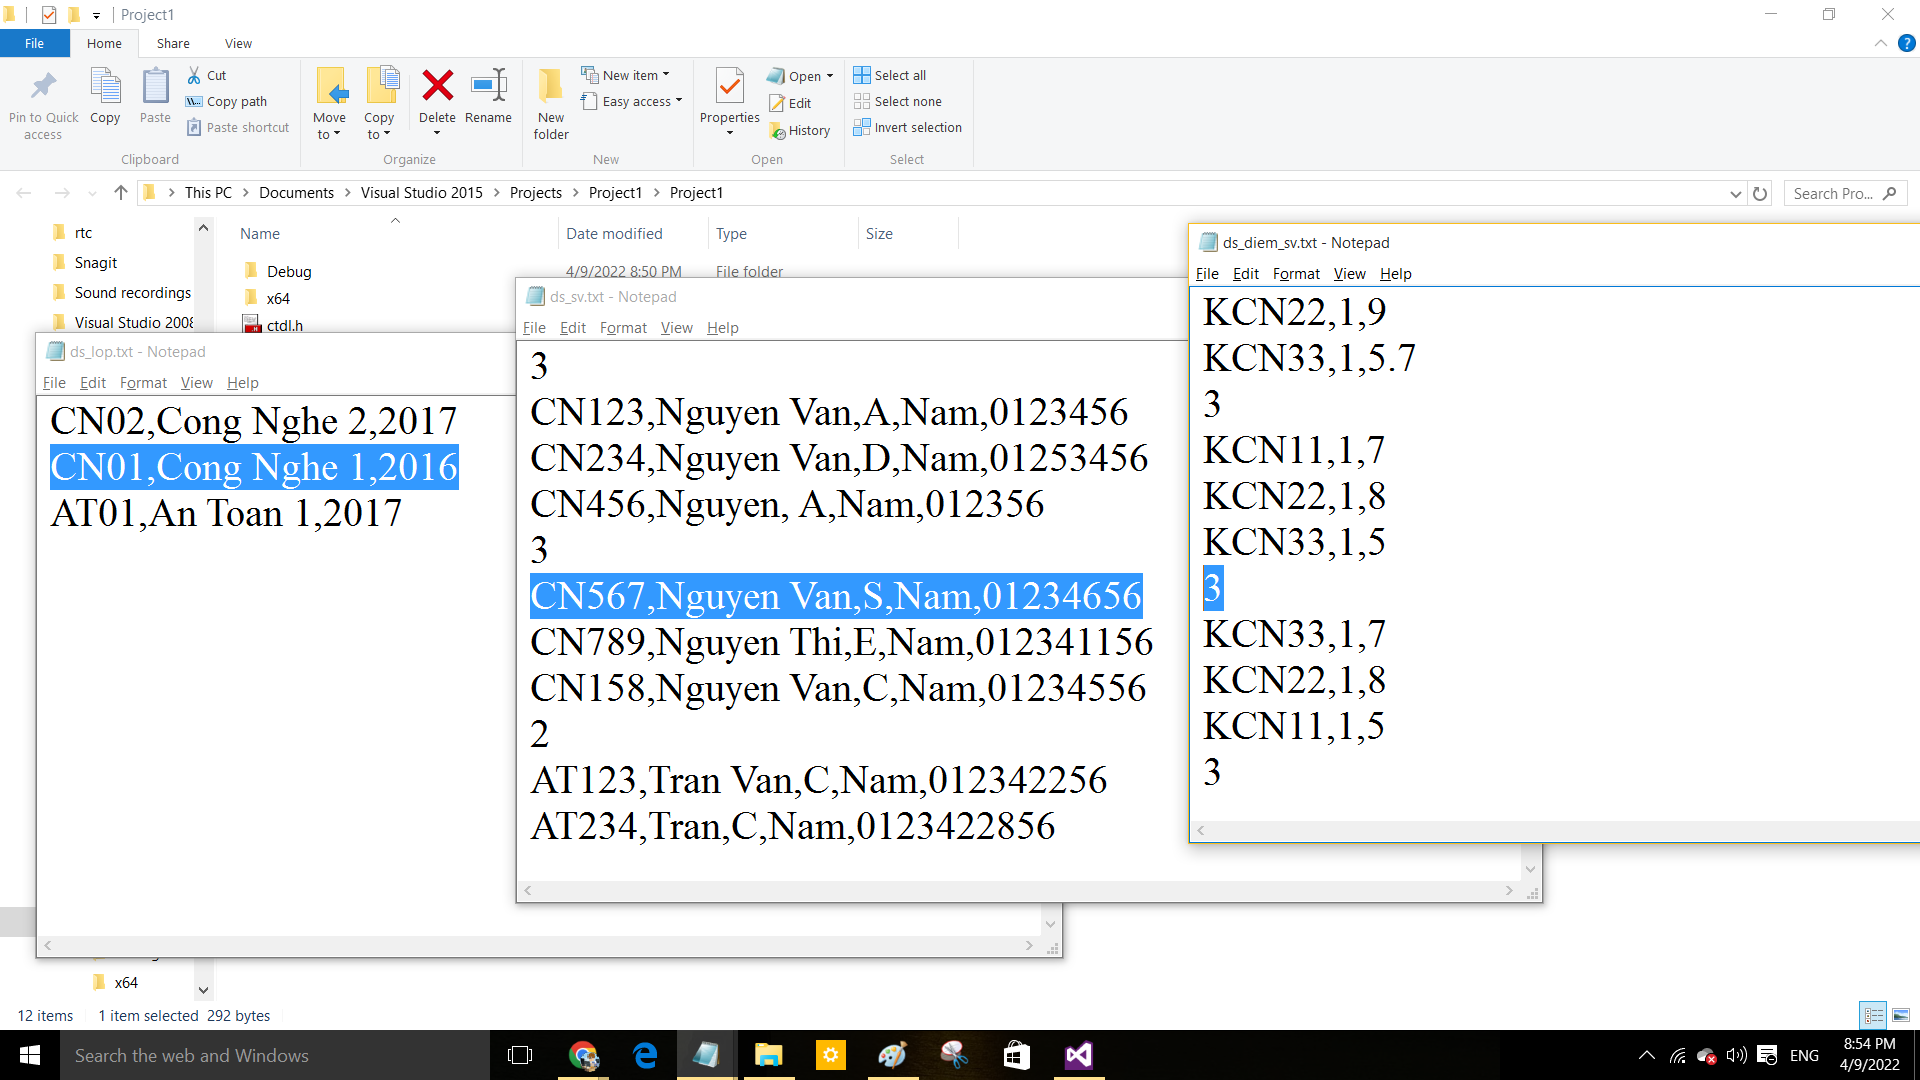 Project1
File
Home
Share
View
Pin to Quick access
Copy
Paste
Cut
Copy path
Paste shortcut
Clipboard
Move to
Copy to
Delete
Rename
Organize
New folder
New item
Easy access
New
Properties
Open
Edit
History
Open
Select all
Select none
Invert selection
Select
This PC
Documents
Visual Studio 2015
Projects
Project1
Project1
Search Pro...
rtc
Snagit
Sound recordings
Visual Studio 2008
Name
Date modified
Type
Size
Debug
4/9/2022 8:50 PM
File folder
x64
ctdl.h
ds_lop.txt - Notepad
File Edit Format View Help
CN02,Cong Nghe 2,2017
CN01,Cong Nghe 1,2016
AT01,An Toan 1,2017
ds_sv.txt - Notepad
File Edit Format View Help
3
CN123,Nguyen Van,A,Nam,0123456
CN234,Nguyen Van,D,Nam,01253456
CN456,Nguyen, A,Nam,012356
3
CN567,Nguyen Van,S,Nam,01234656
CN789,Nguyen Thi,E,Nam,012341156
CN158,Nguyen Van,C,Nam,01234556
2
AT123,Tran Van,C,Nam,012342256
AT234,Tran,C,Nam,0123422856
ds_diem_sv.txt - Notepad
File Edit Format View Help
KCN22,1,9
KCN33,1,5.7
3
KCN11,1,7
KCN22,1,8
KCN33,1,5
3
KCN33,1,7
KCN22,1,8
KCN11,1,5
3
x64
12 items
1 item selected 292 bytes
Search the web and Windows
ENG
8:54 PM
4/9/2022